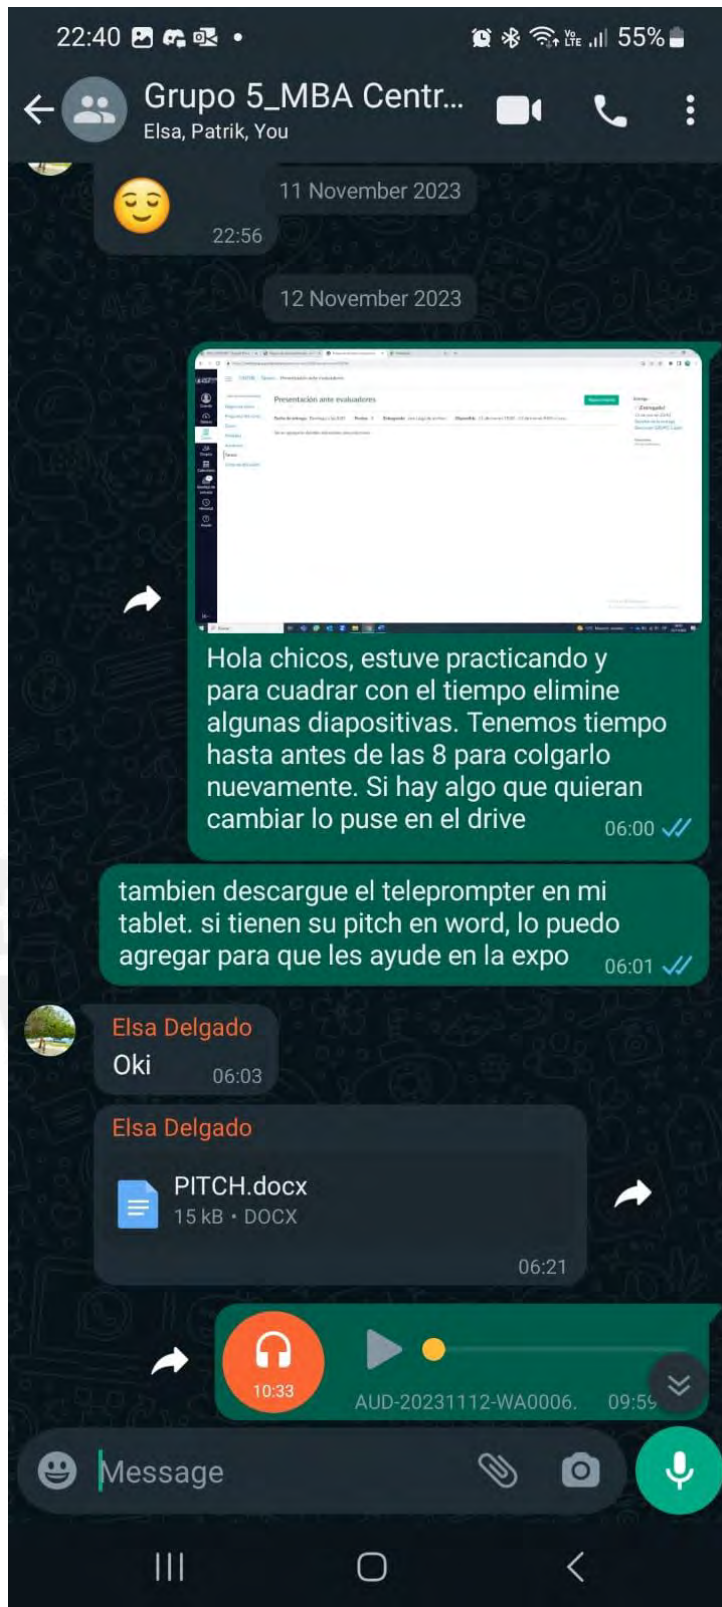 22:40
Vo LTE
55%
Grupo 5_MBA Centr...
Elsa, Patrik, You
11 November 2023
22:56
12 November 2023
Presentación ante evaluadores
Hola chicos, estuve practicando y
para cuadrar con el tiempo elimine
algunas diapositivas. Tenemos tiempo
hasta antes de las 8 para colgarlo
nuevamente. Si hay algo que quieran
cambiar lo puse en el drive
06:00
tambien descargue el teleprompter en mi
tablet. si tienen su pitch en word, lo puedo
agregar para que les ayude en la expo
06:01
Elsa Delgado
Oki
06:03
Elsa Delgado
PITCH.docx
15 kB • DOCX
06:21
10:33
AUD-20231112-WA0006.
09:59
Message